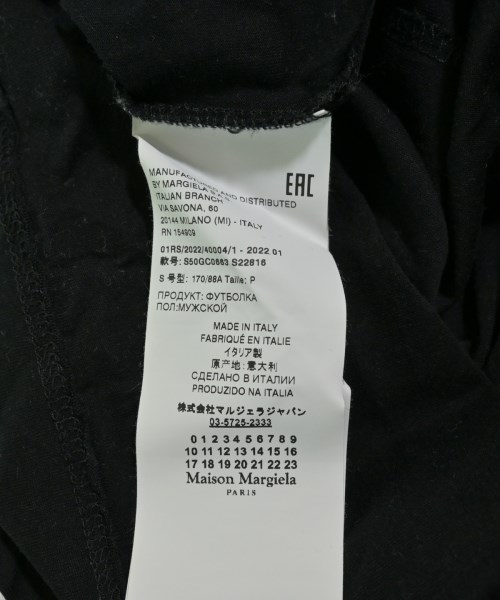 MANUFACTURED AND DISTRIBUTED
BY MARGIELA S.A.S.
ITALIAN BRANCH
VIA SAVONA, 60
20144 MILANO (MI) - ITALY
RN 154909
EAC
01RS/2022/40004/1 - 2022 01
款号: S50GC0663 S22816
S 号型: 170/88A Talla: P
ПРОДУКТ: ФУТБОЛКА
ПОЛ:МУЖСКОЙ
MADE IN ITALY
FABRIQUÉ EN ITALIE
イタリア製
原产地:意大利
СДЕЛАНО В ИТАЛИИ
PRODUZIDO NA ITALIA
株式会社マルジェラジャパン
03-5725-2333
0 1 2 3 4 5 6 7 8 9
10 11 12 13 14 15 16
17 18 19 20 21 22 23
Maison Margiela
PARIS